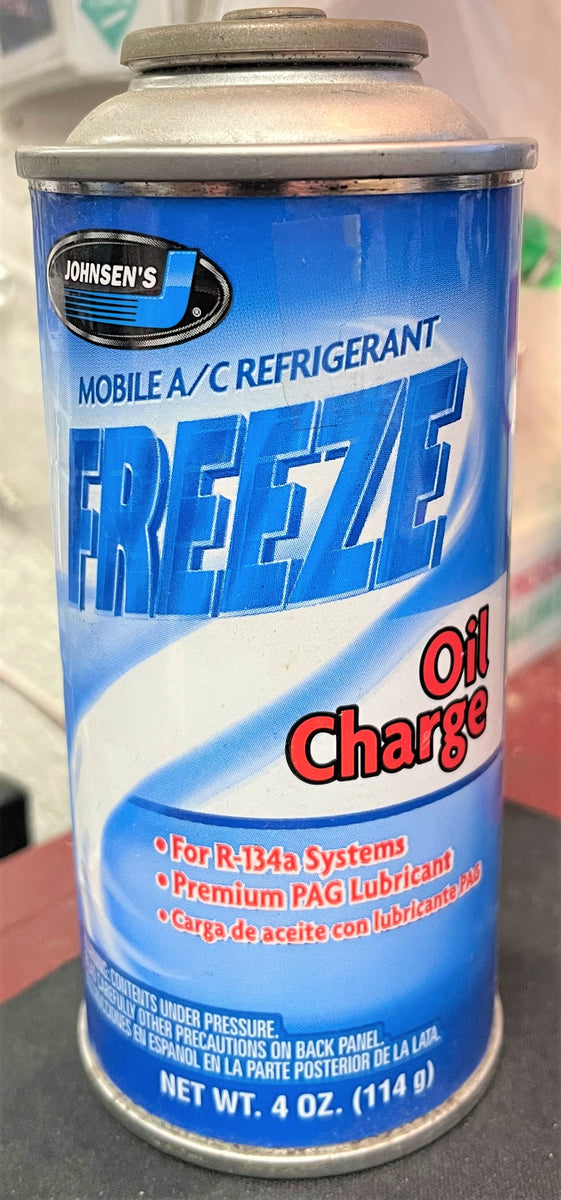 JOHNSEN'S J ®
MOBILE A/C REFRIGERANT
FREEZE
Oil
Charge
• For R-134a Systems
• Premium PAG Lubricant
• Carga de aceite con lubricante PAG
CONTENTS UNDER PRESSURE.
CAREFULLY OTHER PRECAUTIONS ON BACK PANEL.
EN ESPANOL EN LA PARTE POSTERIOR DE LA LATA.
NET WT. 4 OZ. (114 g)